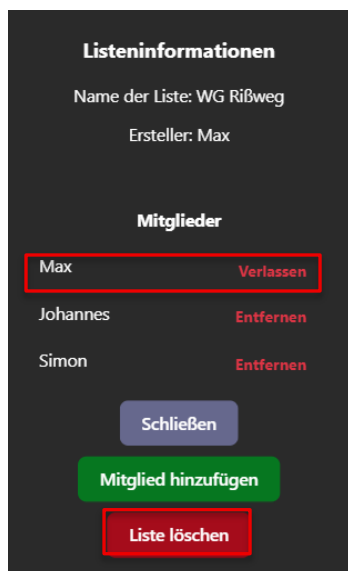 Listeninformationen
Name der Liste: WG Rißweg
Ersteller: Max
Mitglieder
Max Verlassen
Johannes Entfernen
Simon Entfernen
Schließen
Mitglied hinzufügen
Liste löschen